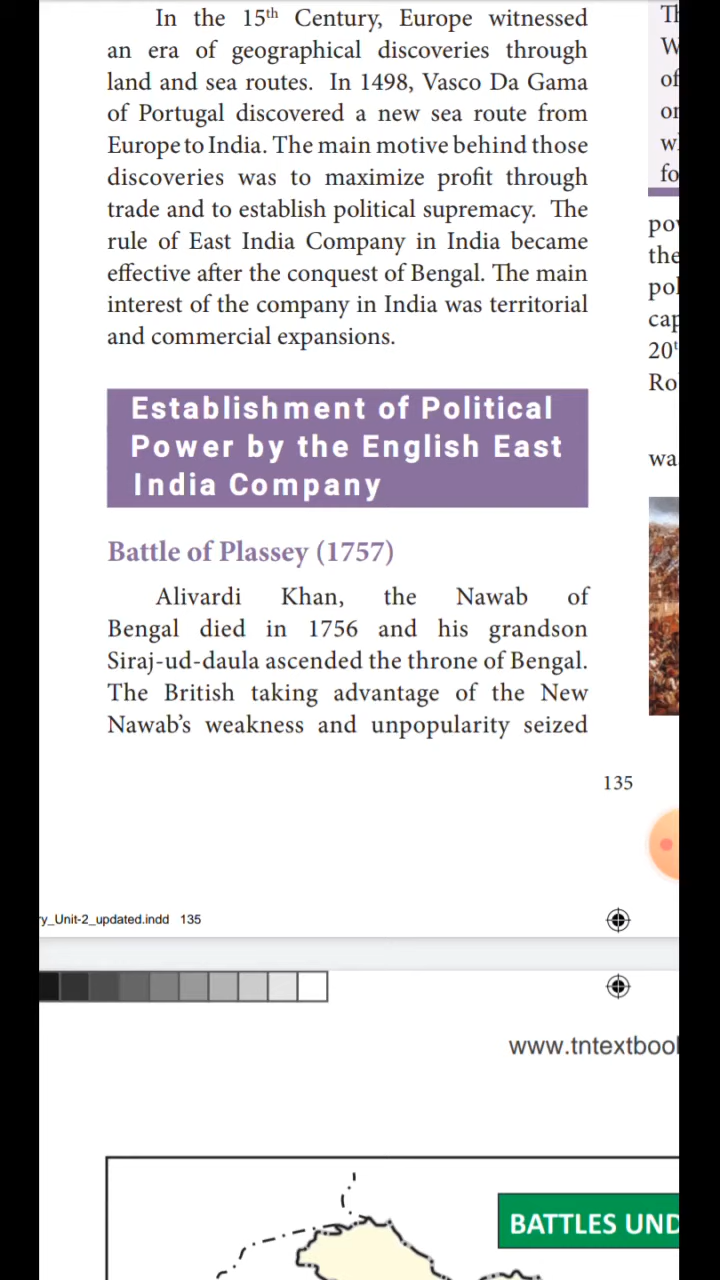 In the 15th Century, Europe witnessed
an era of geographical discoveries through
land and sea routes. In 1498, Vasco Da Gama
of Portugal discovered a new sea route from
Europe to India. The main motive behind those
discoveries was to maximize profit through
trade and to establish political supremacy. The
rule of East India Company in India became
effective after the conquest of Bengal. The main
interest of the company in India was territorial
and commercial expansions.
Establishment of Political
Power by the English East
India Company
Battle of Plassey (1757)
Alivardi Khan, the Nawab of
Bengal died in 1756 and his grandson
Siraj-ud-daula ascended the throne of Bengal.
The British taking advantage of the New
Nawab's weakness and unpopularity seized
of
the
20t
135
y_Unit-2_updated.indd 135
www.tntextbool
BATTLES UND